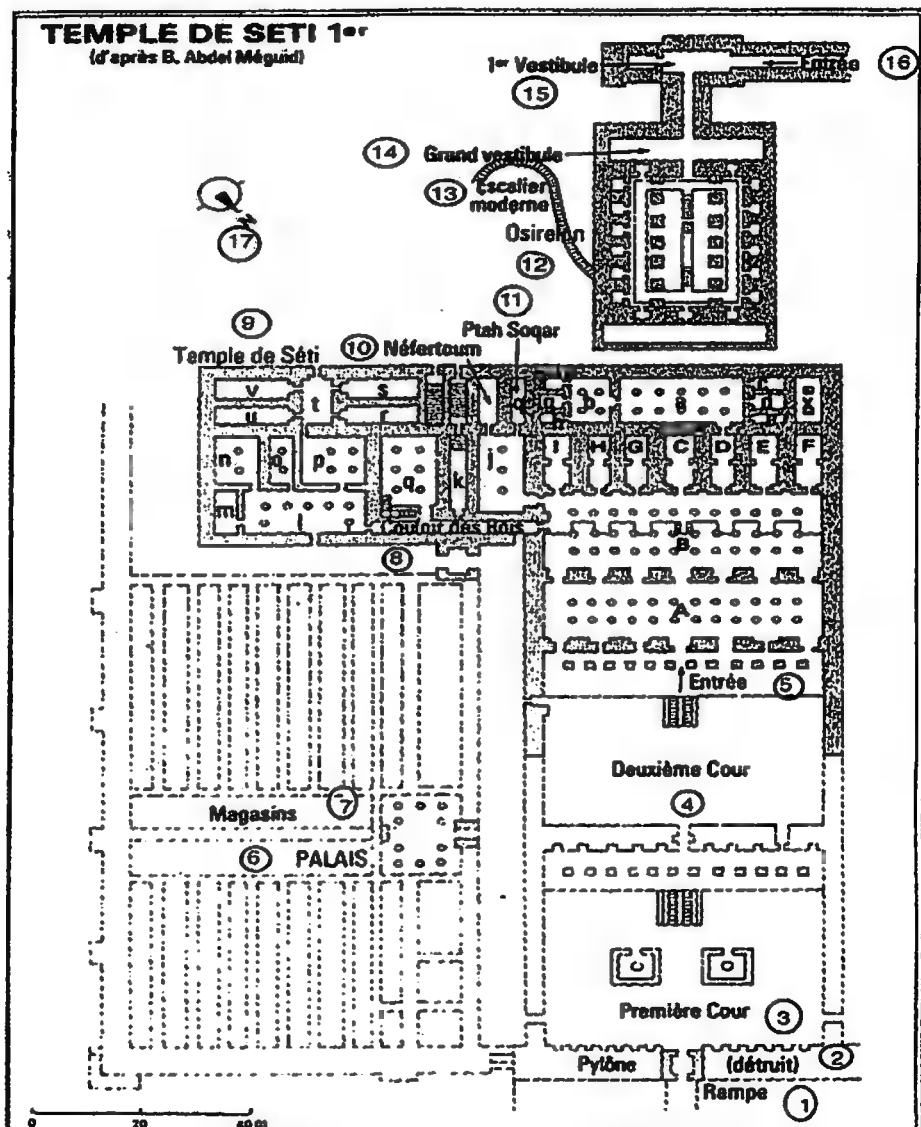 TEMPLE DE SETI 1er
(d'après B. Abdel Méguid)
1er Vestibule
Entrée
16
15
14
Grand vestibule
13
Escalier
moderne
Osireion
12
17
N
11
9
10
Néfertoum
Ptah Soqar
Temple de Séti
v
s
t
u
r
n
o
p
q
k
j
m
l
I
H
G
C
D
E
F
Couloir des Rois
8
B
A
Entrée
5
Deuxième Cour
4
7
Magasins
6
PALAIS
Première Cour
3
Pylône
(détruit)
2
Rampe
1
0
20